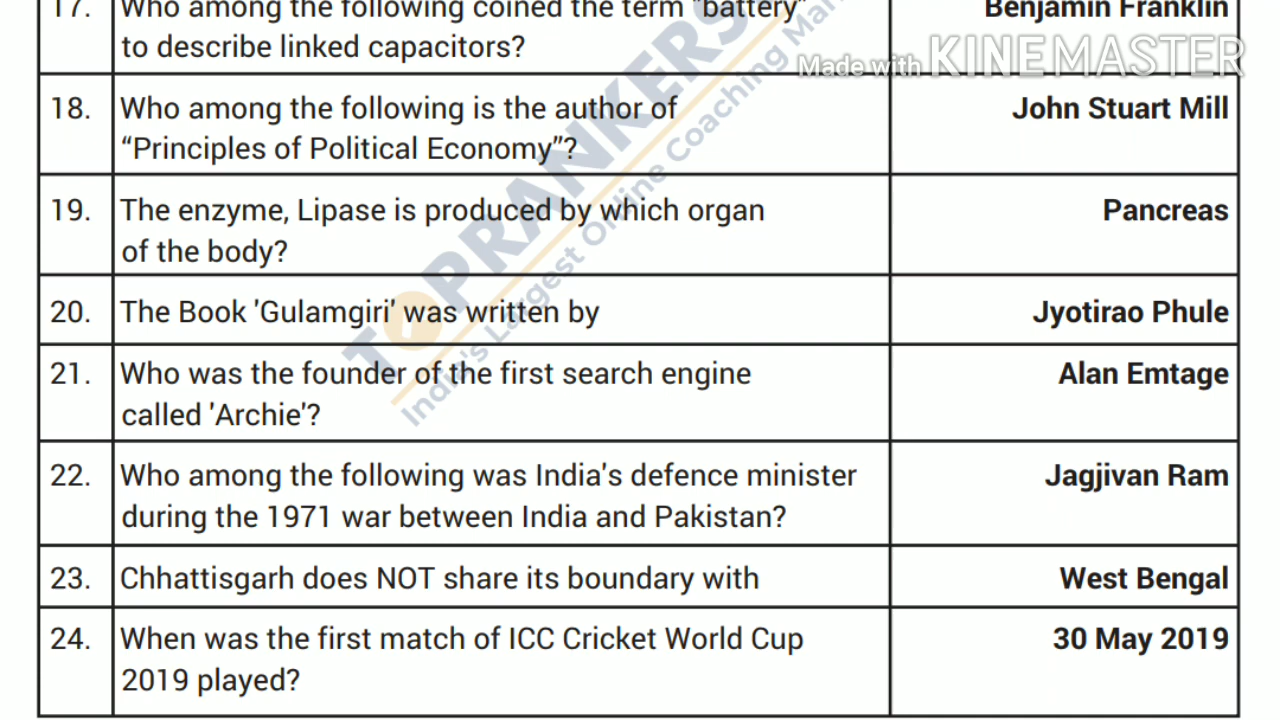 17. Who among the following coined the term "battery" Benjamin Franklin
to describe linked capacitors?
Made with KINEMASTER
18. Who among the following is the author of John Stuart Mill
“Principles of Political Economy”?
19. The enzyme, Lipase is produced by which organ Pancreas
of the body?
20. The Book 'Gulamgiri' was written by Jyotirao Phule
21. Who was the founder of the first search engine Alan Emtage
called 'Archie'?
22. Who among the following was India's defence minister Jagjivan Ram
during the 1971 war between India and Pakistan?
23. Chhattisgarh does NOT share its boundary with West Bengal
24. When was the first match of ICC Cricket World Cup 30 May 2019
2019 played?
TOPRANKERS
India's Largest Online Coaching